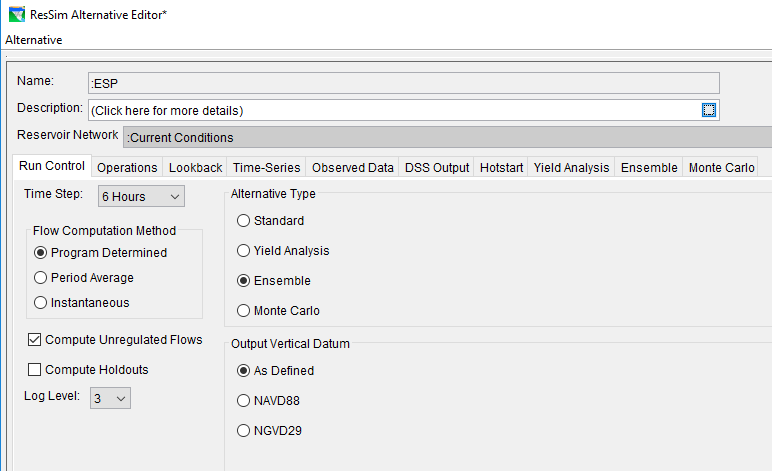 ResSim Alternative Editor*
Alternative
Name: :ESP
Description: (Click here for more details)
Reservoir Network :Current Conditions
Run Control Operations Lookback Time-Series Observed Data DSS Output Hotstart Yield Analysis Ensemble Monte Carlo
Time Step: 6 Hours
Flow Computation Method
Program Determined
Period Average
Instantaneous
Compute Unregulated Flows
Compute Holdouts
Log Level: 3
Alternative Type
Standard
Yield Analysis
Ensemble
Monte Carlo
Output Vertical Datum
As Defined
NAVD88
NGVD29